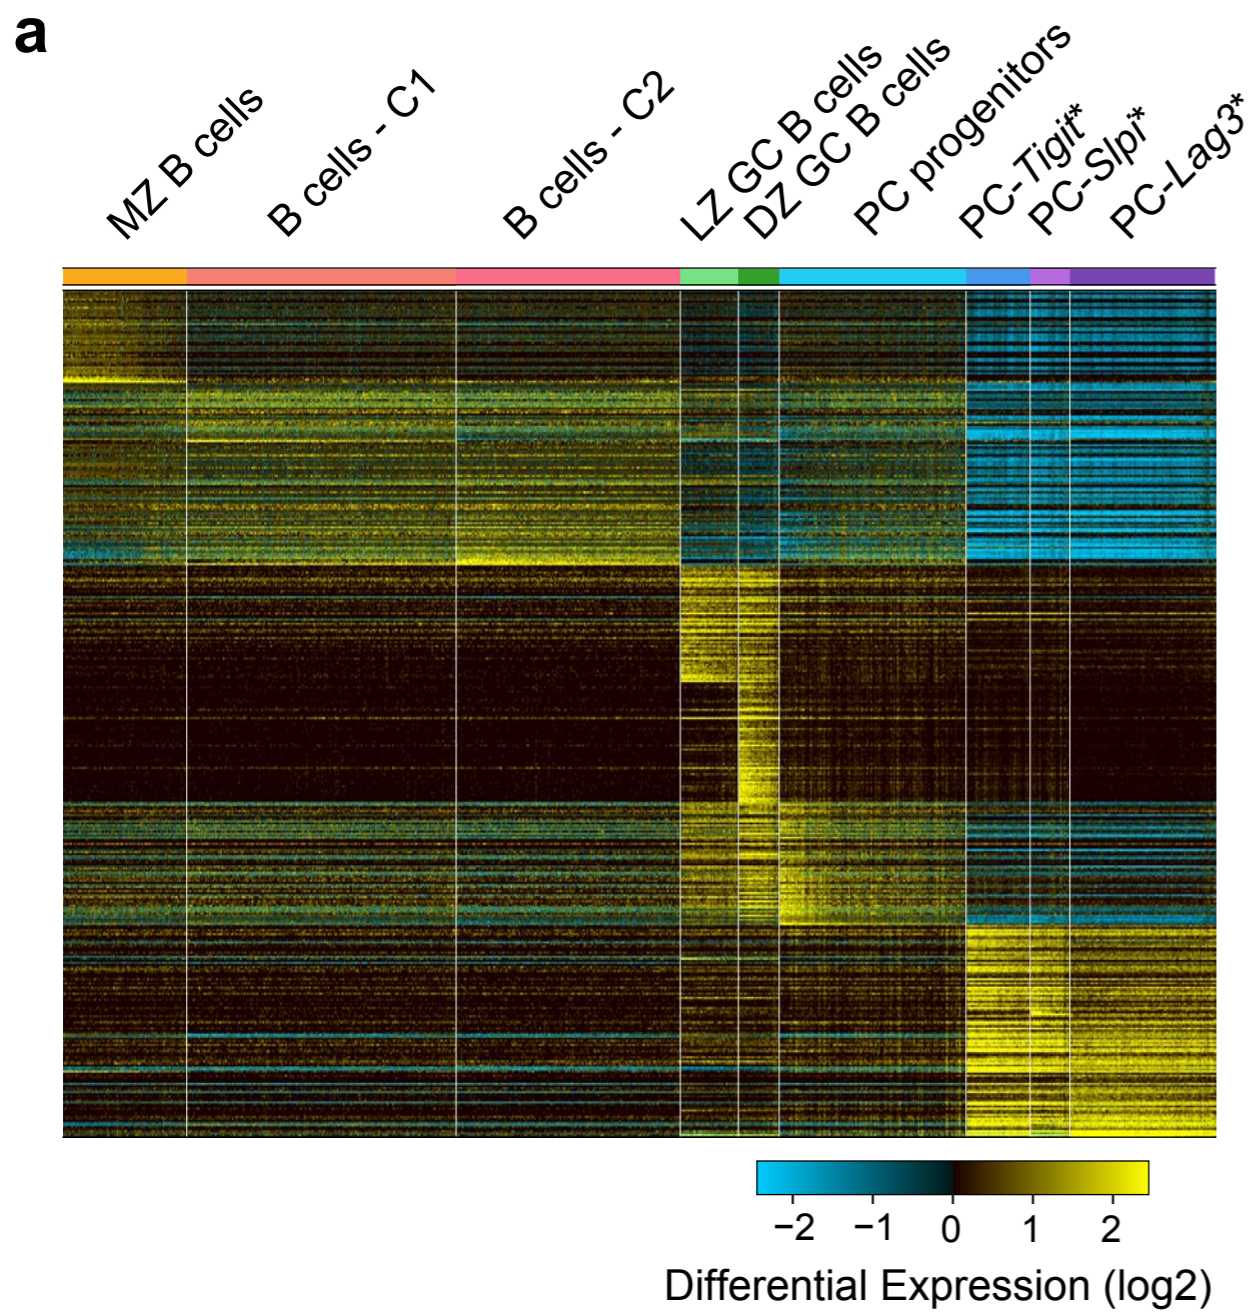 a
MZ B cells
B cells - C1
B cells - C2
LZ GC B cells
DZ GC B cells
PC progenitors
PC-Tigit*
PC-Slpi*
PC-Lag3*
−2 −1 0 1 2
Differential Expression (log2)